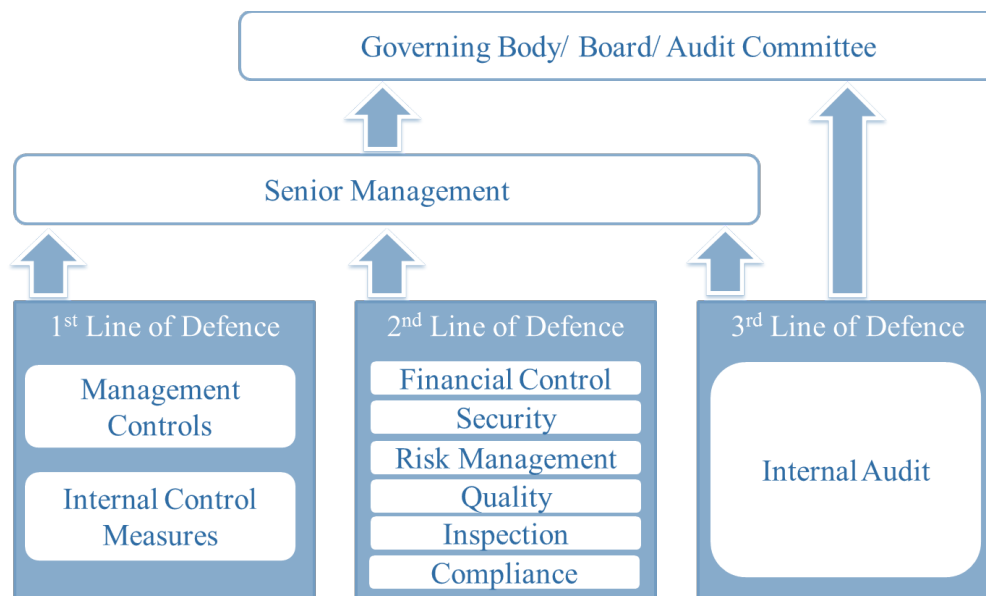 Governing Body/ Board/ Audit Committee
Senior Management
1st Line of Defence
Management
Controls
Internal Control
Measures
2nd Line of Defence
Financial Control
Security
Risk Management
Quality
Inspection
Compliance
3rd Line of Defence
Internal Audit